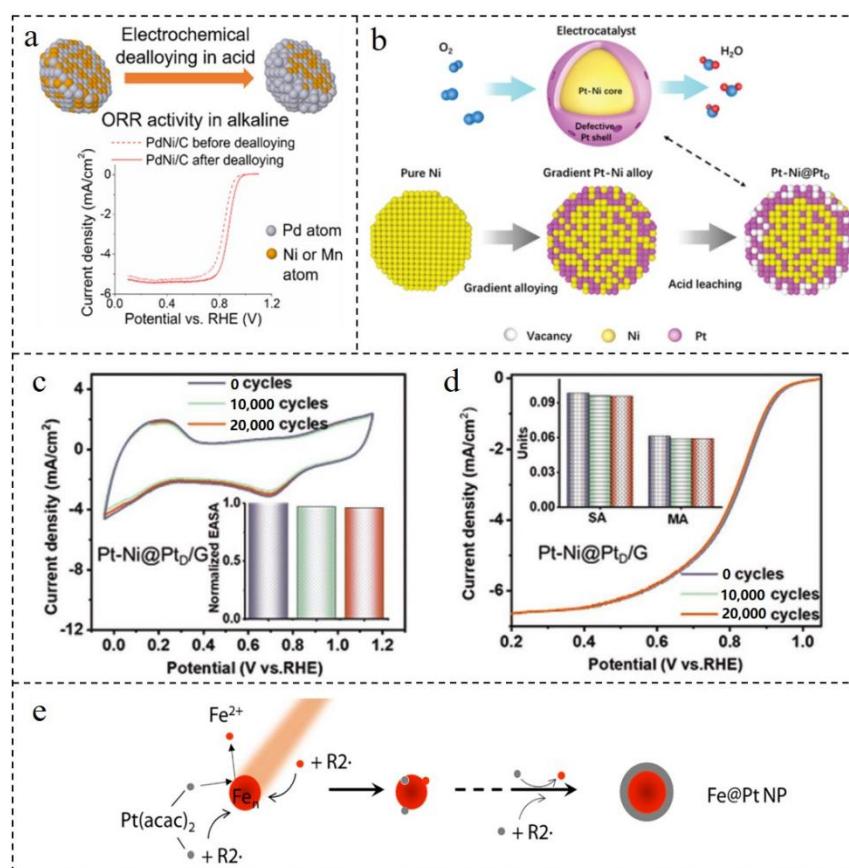 a
Electrochemical
dealloying in acid
ORR activity in alkaline
PdNi/C before dealloying
PdNi/C after dealloying
Current density (mA/cm²)
0
-2
-4
-6
0.0
0.4
0.8
1.2
Potential vs. RHE (V)
Pd atom
Ni or Mn
atom
b
Electrocatalyst
O₂
H₂O
Pt-Ni core
Defective
Pt shell
Pure Ni
Gradient Pt-Ni alloy
Pt-Ni@Pt_D
Gradient alloying
Acid leaching
Vacancy
Ni
Pt
c
Current density (mA/cm²)
4
0
-4
-8
-12
0 cycles
10,000 cycles
20,000 cycles
Pt-Ni@Pt_D/G
Normalized EASA
1.0
0.5
0.0
0.0 0.2 0.4 0.6 0.8 1.0 1.2
Potential (V vs.RHE)
d
Current density (mA/cm²)
0
-2
-4
-6
Units
0.09
0.06
0.03
0.00
SA MA
Pt-Ni@Pt_D/G
0 cycles
10,000 cycles
20,000 cycles
0.2 0.4 0.6 0.8 1.0
Potential (V vs.RHE)
e
Fe²⁺
+ R2·
Feₙ
Pt(acac)₂
+ R2·
+ R2·
Fe@Pt NP